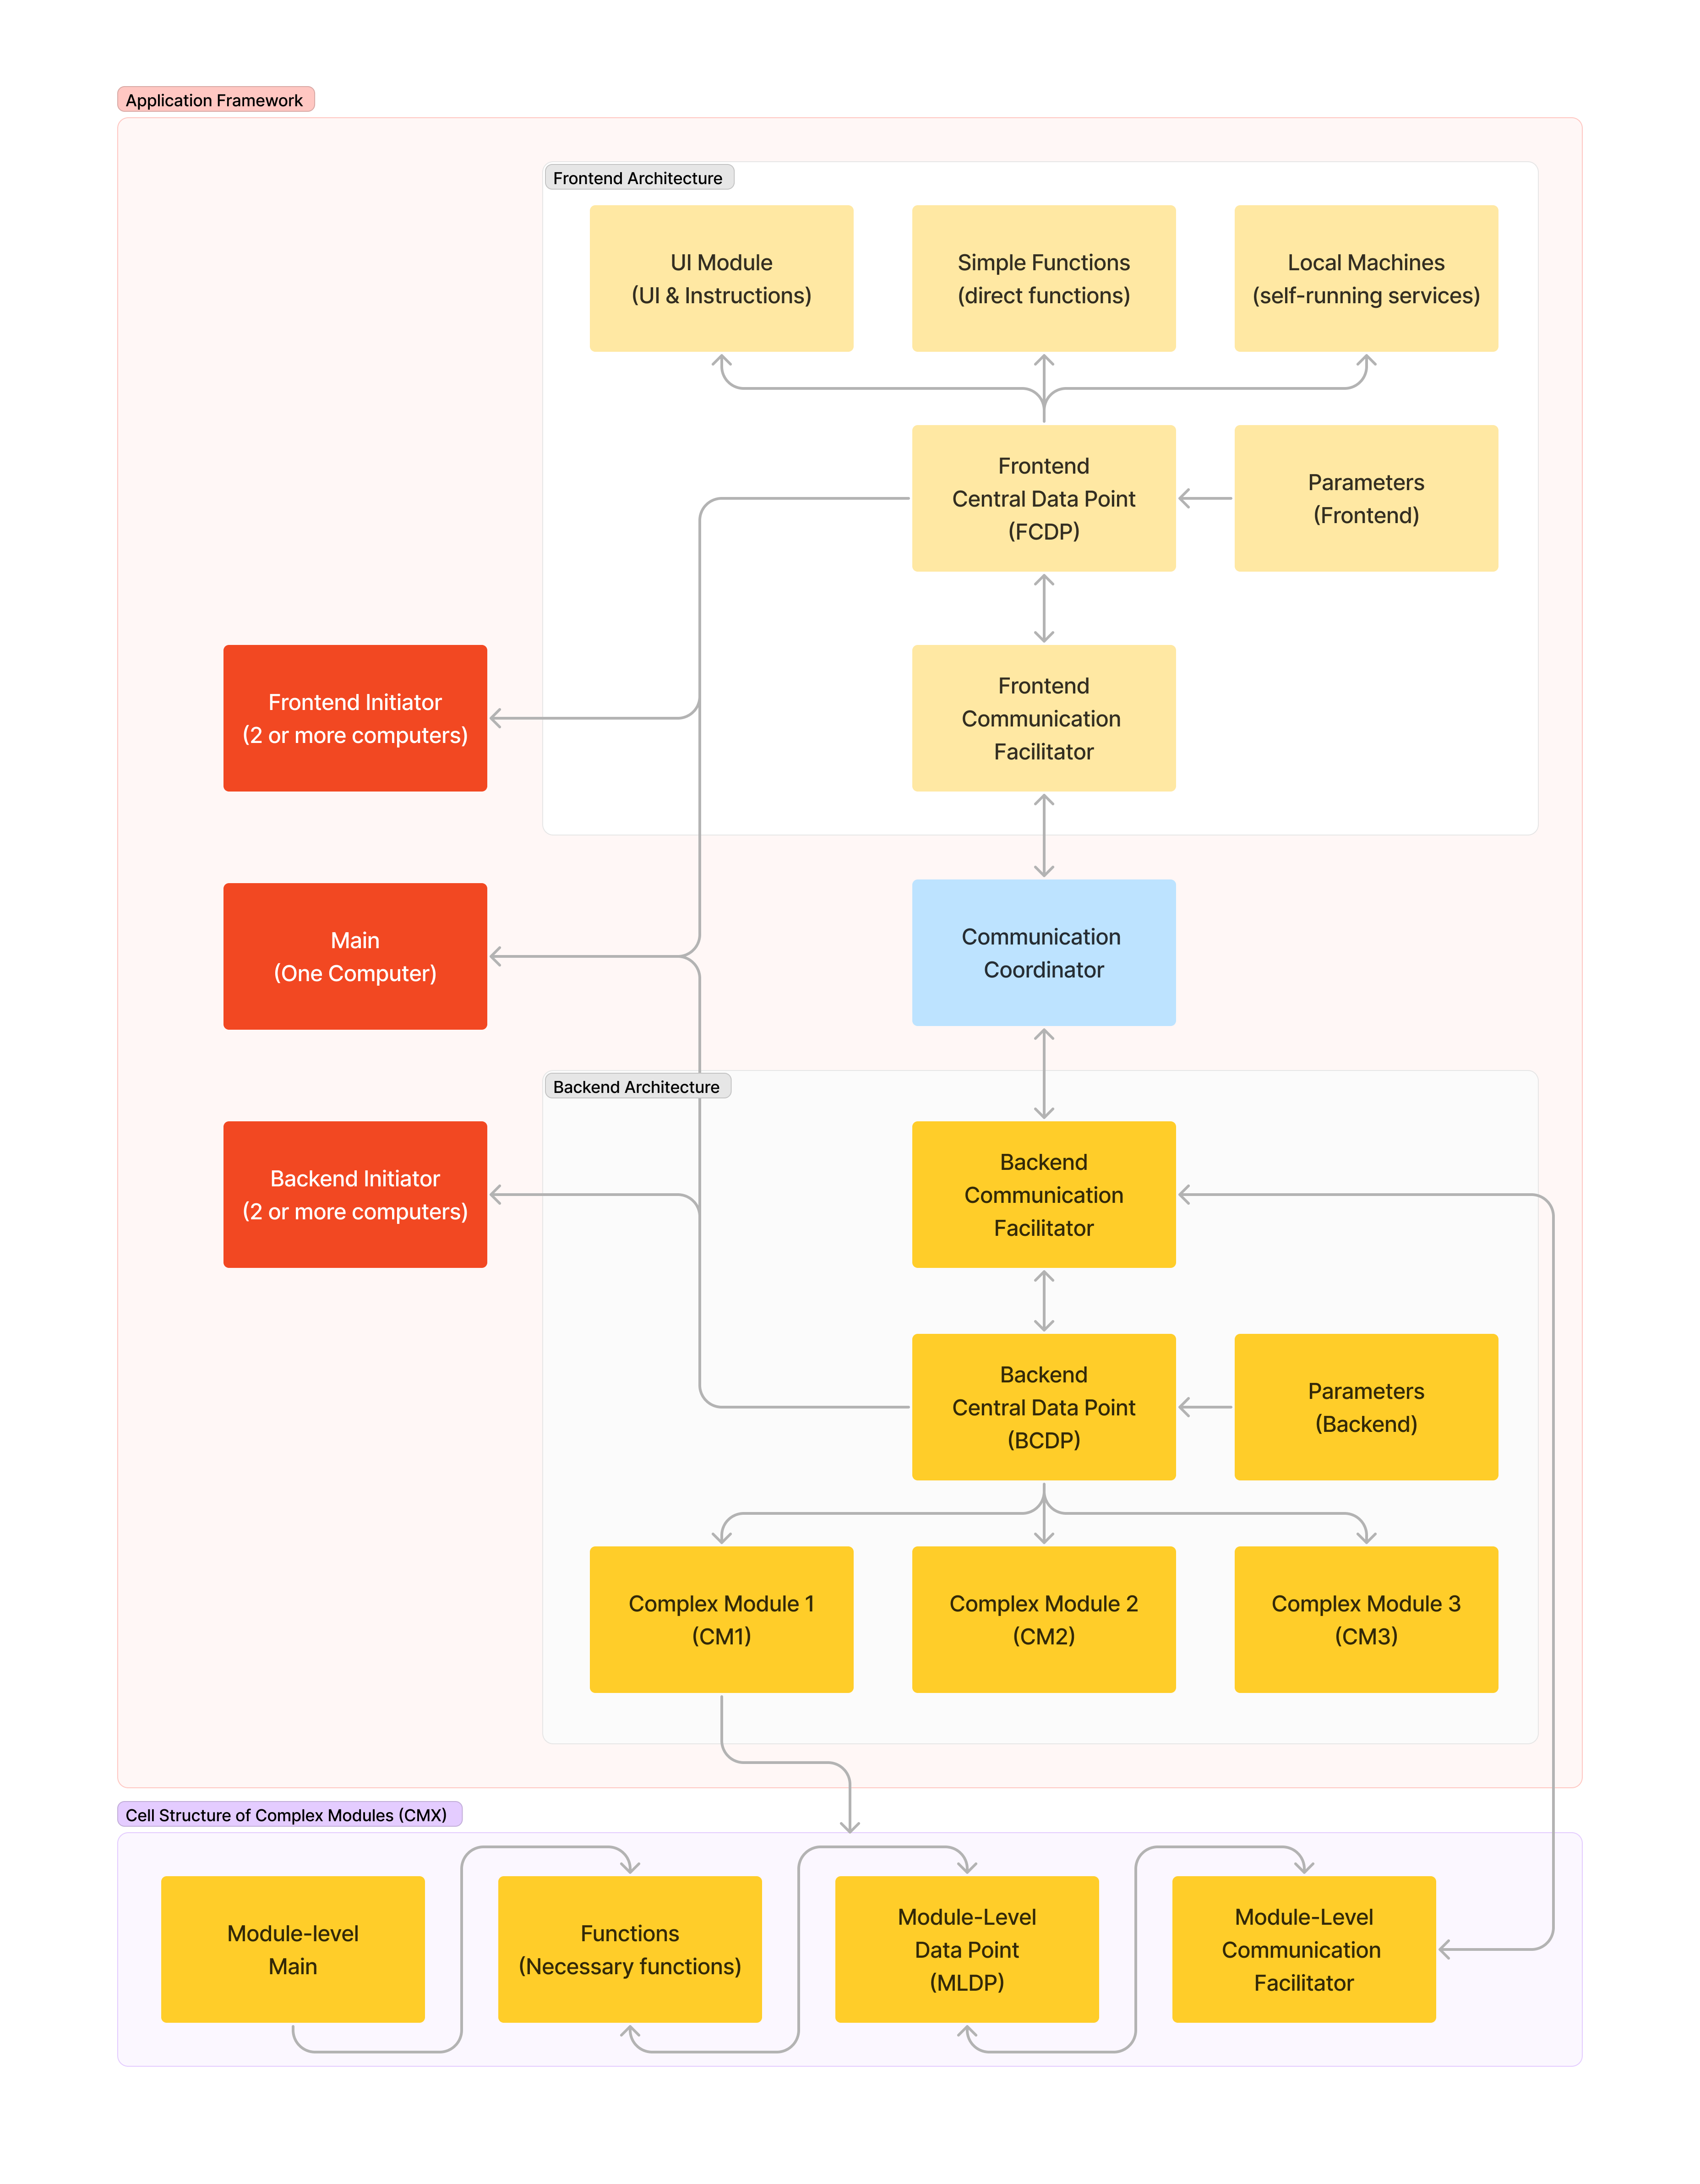 Application Framework
Frontend Architecture
UI Module
(UI & Instructions)
Simple Functions
(direct functions)
Local Machines
(self-running services)
Frontend
Central Data Point
(FCDP)
Parameters
(Frontend)
Frontend Initiator
(2 or more computers)
Frontend
Communication
Facilitator
Main
(One Computer)
Communication
Coordinator
Backend Architecture
Backend Initiator
(2 or more computers)
Backend
Communication
Facilitator
Backend
Central Data Point
(BCDP)
Parameters
(Backend)
Complex Module 1
(CM1)
Complex Module 2
(CM2)
Complex Module 3
(CM3)
Cell Structure of Complex Modules (CMX)
Module-level
Main
Functions
(Necessary functions)
Module-Level
Data Point
(MLDP)
Module-Level
Communication
Facilitator